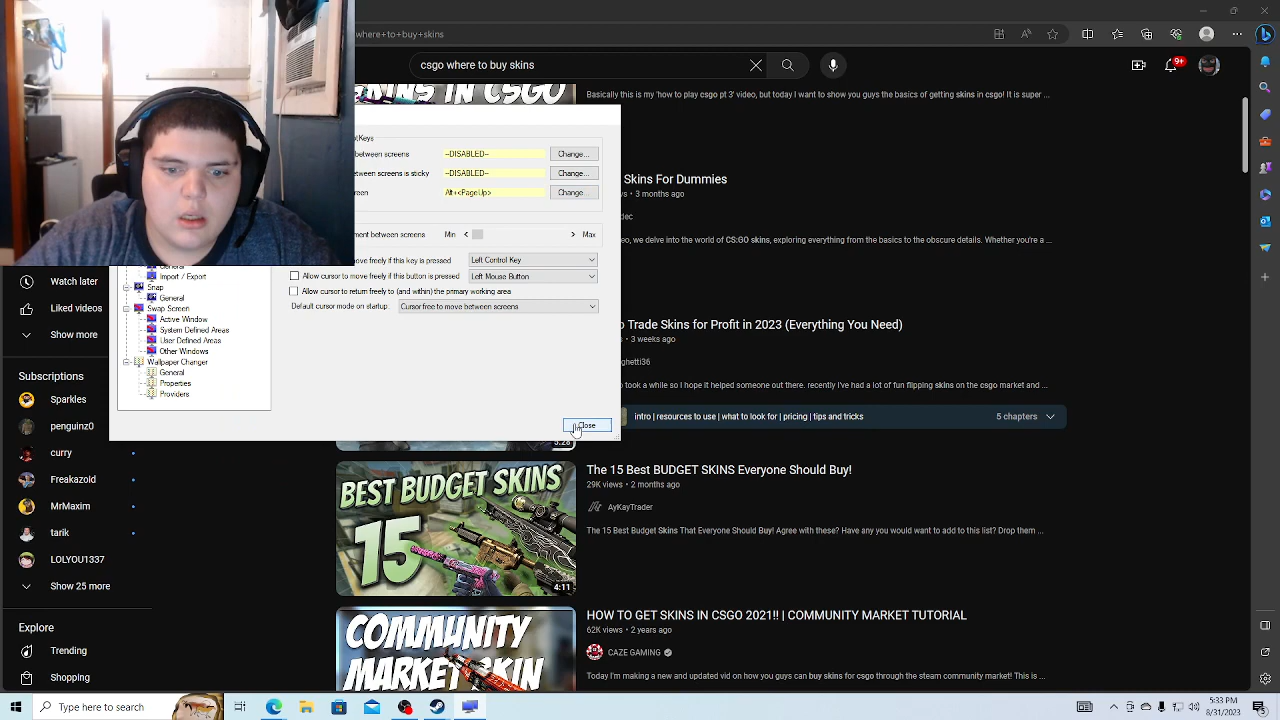 where+to+buy+skins
csgo where to buy skins
9+
SKINS IN CSGO
Basically this is my 'how to play csgo pt 3' video, but today I want to show you guys the basics of getting skins in csgo! It is super ...
between screens
-DISABLED-
Change...
between screens is sticky
-DISABLED-
Change...
Alt+<PageUp>
Change...
Skins For Dummies
3 months ago
we delve into the world of CS:GO skins, exploring everything from the basics to the obscure details. Whether you're a ...
between screens
Min
<
>
Max
move freely if this key is pressed
Left Control Key
Allow cursor to move freely if this button is pressed
Left Mouse Button
Allow cursor to return freely to (and within) the primary working area
Default cursor mode on startup:
Cursor free to move between screens
General
Import / Export
Snap
General
Swap Screen
Active Window
System Defined Areas
User Defined Areas
Other Windows
Wallpaper Changer
General
Properties
Providers
Close
Trade Skins for Profit in 2023 (Everything You Need)
3 weeks ago
ghetti36
took a while so I hope it helped someone out there. recently I've had a lot of fun flipping skins on the csgo market and ...
intro | resources to use | what to look for | pricing | tips and tricks
5 chapters
5:28
Watch later
Liked videos
Show more
Subscriptions
Sparkles
penguinz0
curry
Freakazoid
MrMaxim
tarik
LOLYOU1337
Show 25 more
Explore
Trending
Shopping
BEST BUDGET SKINS
15
4:11
The 15 Best BUDGET SKINS Everyone Should Buy!
29K views • 2 months ago
AyKayTrader
The 15 Best Budget Skins That Everyone Should Buy! Agree with these? Have any you would want to add to this list? Drop them ...
COMMUNITY
MARKET SKIN
HOW TO GET SKINS IN CSGO 2021!! | COMMUNITY MARKET TUTORIAL
62K views • 2 years ago
CAZE GAMING
Today I'm making a new and updated vid on how you guys can buy skins for csgo through the steam community market! This is ...
Type here to search
5:33 PM
8/31/2023